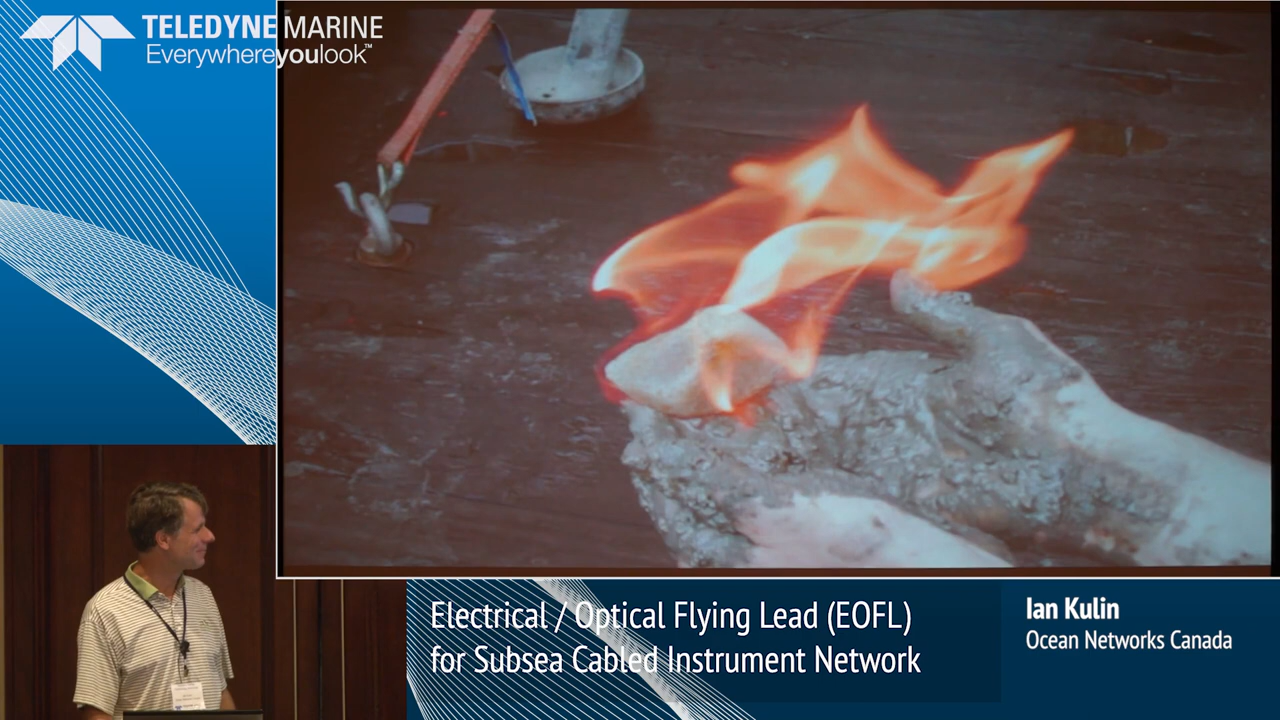 TELEDYNE MARINE
Everywhereyoulook™
Electrical / Optical Flying Lead (EOFL)
for Subsea Cabled Instrument Network
Ian Kulin
Ocean Networks Canada